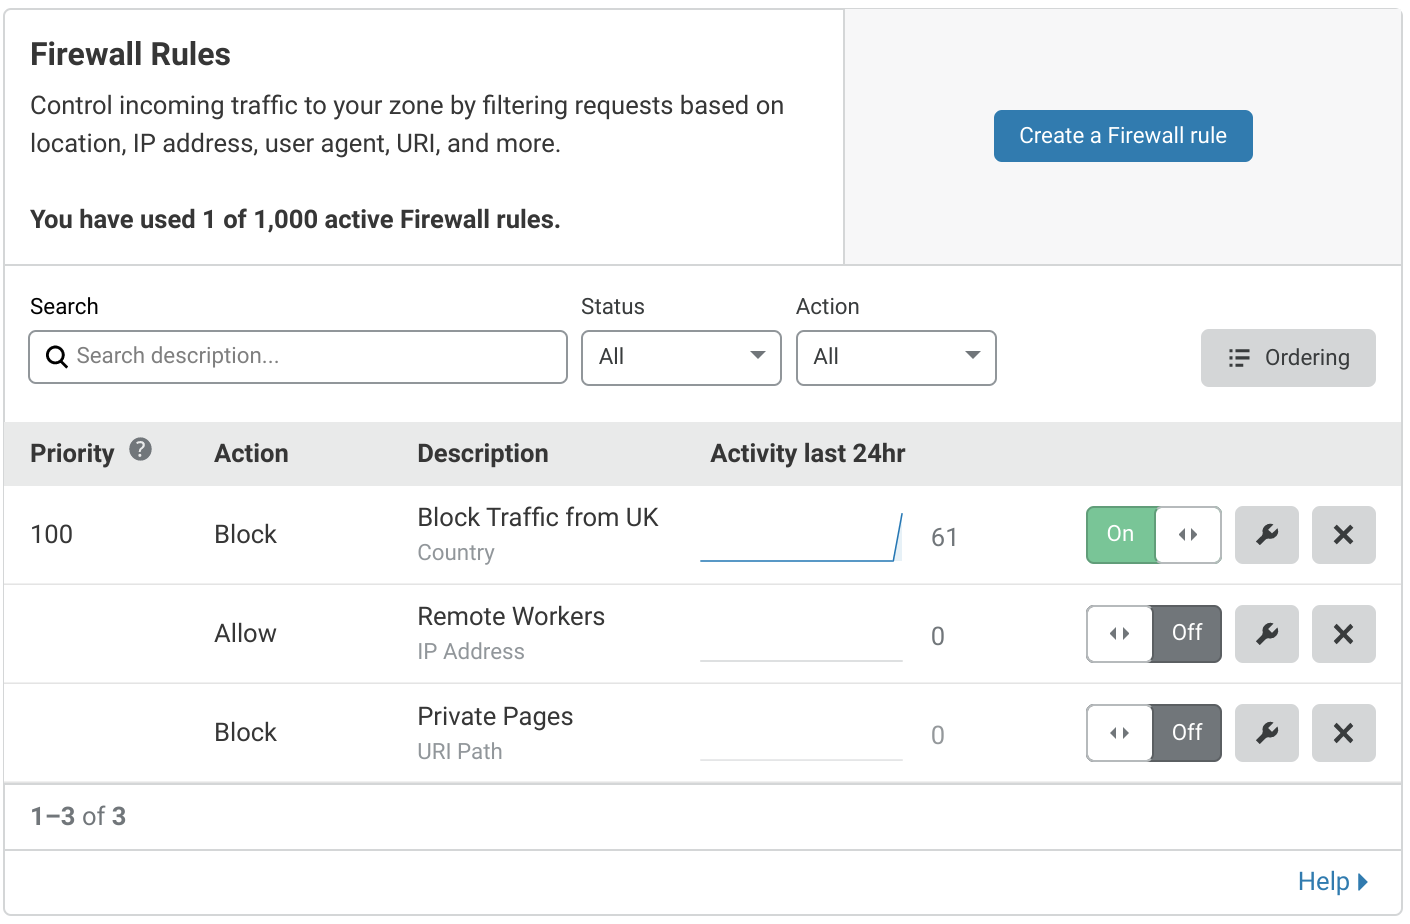 Firewall Rules
Control incoming traffic to your zone by filtering requests based on
location, IP address, user agent, URI, and more.
You have used 1 of 1,000 active Firewall rules.
Create a Firewall rule
Search
Status
Action
Search description...
All
All
Ordering
Priority ?
Action
Description
Activity last 24hr
100
Block
Block Traffic from UK
Country
61
On
Allow
Remote Workers
IP Address
0
Off
Block
Private Pages
URI Path
0
Off
1–3 of 3
Help